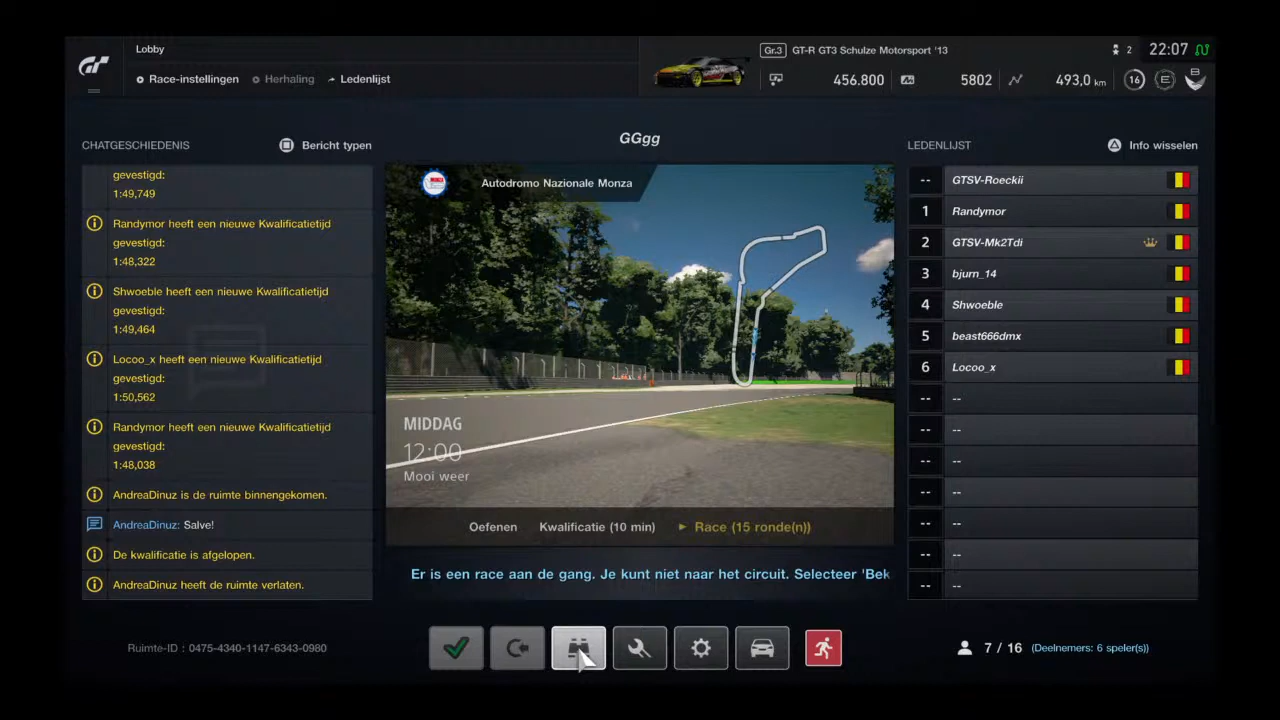 Lobby
Race-instellingen Herhaling Ledenlijst
Gr.3 GT-R GT3 Schulze Motorsport '13
2 22:07
456.800 5802 493,0 km 16 E B
CHATGESCHIEDENIS Bericht typen
gevestigd:
1:49,749
Randymor heeft een nieuwe Kwalificatietijd
gevestigd:
1:48,322
Shwoeble heeft een nieuwe Kwalificatietijd
gevestigd:
1:49,464
Locoo_x heeft een nieuwe Kwalificatietijd
gevestigd:
1:50,562
Randymor heeft een nieuwe Kwalificatietijd
gevestigd:
1:48,038
AndreaDinuz is de ruimte binnengekomen.
AndreaDinuz: Salve!
De kwalificatie is afgelopen.
AndreaDinuz heeft de ruimte verlaten.
GGgg
Autodromo Nazionale Monza
MIDDAG
12:00
Mooi weer
Oefenen Kwalificatie (10 min) Race (15 ronde(n))
Er is een race aan de gang. Je kunt niet naar het circuit. Selecteer 'Bek
LEDENLIJST Info wisselen
-- GTSV-Roeckii
1 Randymor
2 GTSV-Mk2Tdi
3 bjurn_14
4 Shwoeble
5 beast666dmx
6 Locoo_x
-- --
-- --
-- --
-- --
-- --
-- --
-- --
Ruimte-ID : 0475-4340-1147-6343-0980
7 / 16 (Deelnemers: 6 speler(s))